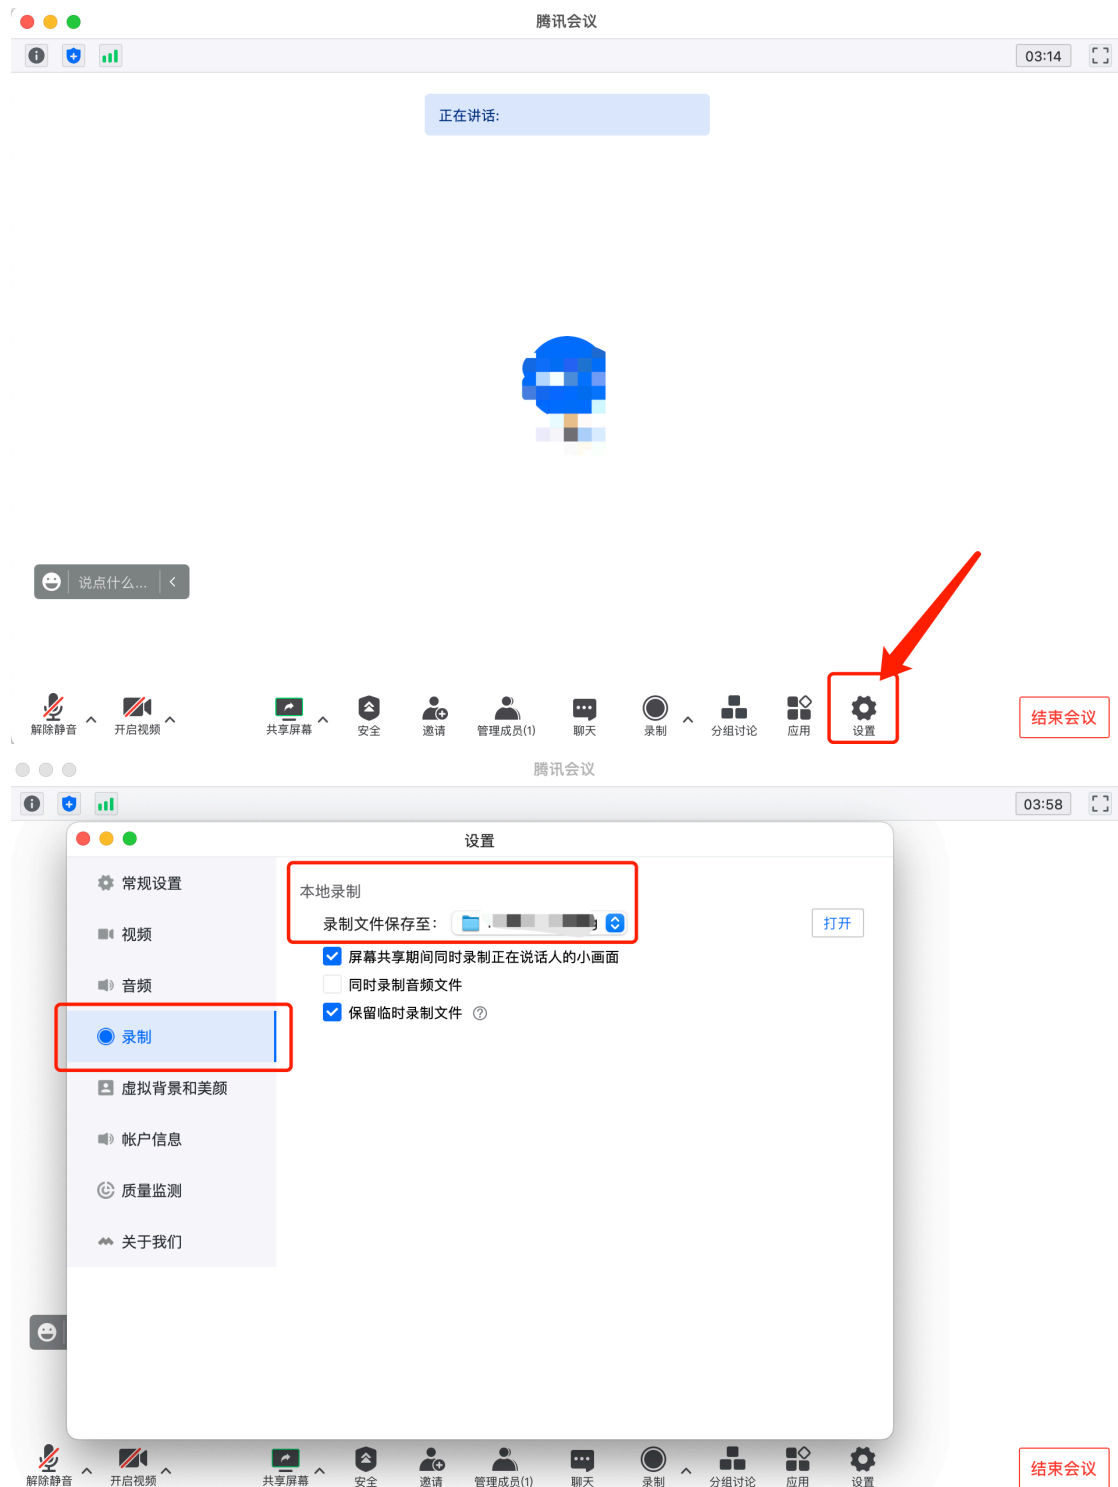 腾讯会议
03:14
正在讲话:
说点什么...
解除静音
开启视频
共享屏幕
安全
邀请
管理成员(1)
聊天
录制
分组讨论
应用
设置
结束会议
腾讯会议
03:58
设置
常规设置
视频
音频
录制
虚拟背景和美颜
帐户信息
质量监测
关于我们
本地录制
录制文件保存至:
打开
屏幕共享期间同时录制正在说话人的小画面
同时录制音频文件
保留临时录制文件
解除静音
开启视频
共享屏幕
安全
邀请
管理成员(1)
聊天
录制
分组讨论
应用
设置
结束会议